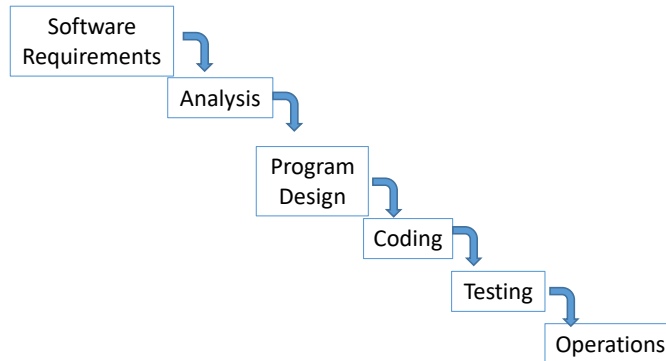 Software
Requirements
Analysis
Program
Design
Coding
Testing
Operations